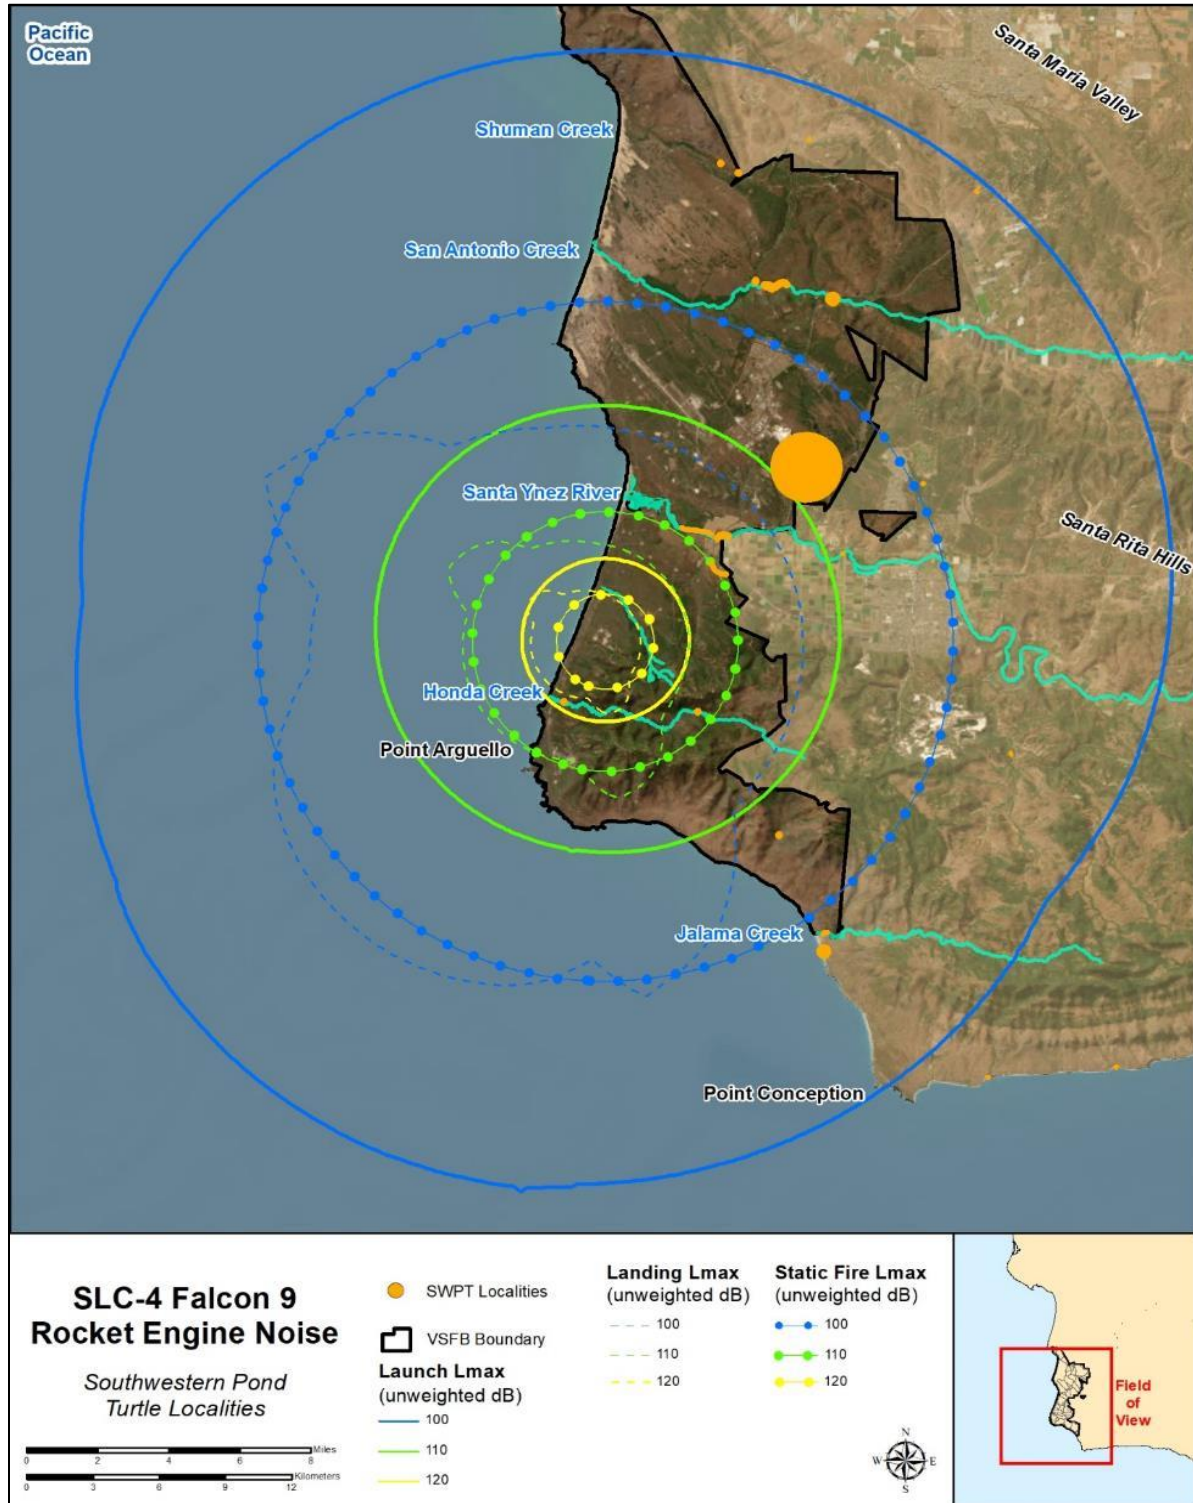 Pacific
Ocean
Santa Maria Valley
Shuman Creek
San Antonio Creek
Santa Ynez River
Santa Rita Hills
Honda Creek
Point Arguello
Jalama Creek
Point Conception
SLC-4 Falcon 9
Rocket Engine Noise
Southwestern Pond
Turtle Localities
Miles
0 2 4 6 8
Kilometers
0 3 6 9 12
SWPT Localities
VSFB Boundary
Launch Lmax
(unweighted dB)
100
110
120
Landing Lmax
(unweighted dB)
100
110
120
Static Fire Lmax
(unweighted dB)
100
110
120
N
W E
S
Field
of
View